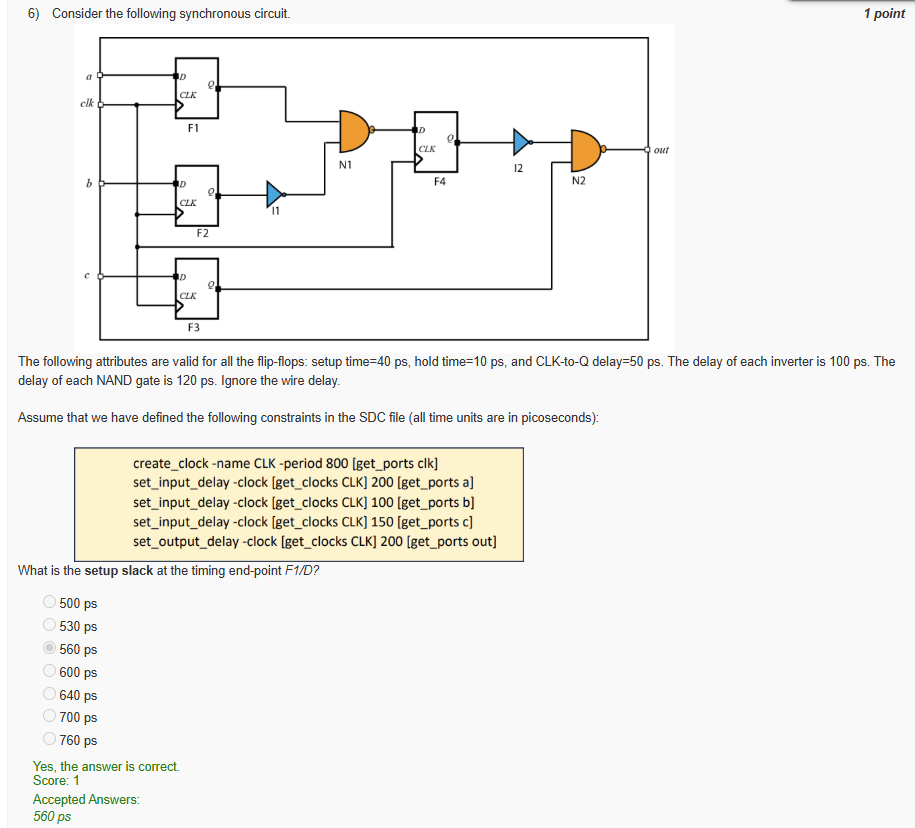 6) Consider the following synchronous circuit.
1 point
a
D
Q
CLK
clk
F1
D
Q
CLK
out
N1
I2
F4
N2
b
D
Q
CLK
I1
F2
c
D
Q
CLK
F3
The following attributes are valid for all the flip-flops: setup time=40 ps, hold time=10 ps, and CLK-to-Q delay=50 ps. The delay of each inverter is 100 ps. The
delay of each NAND gate is 120 ps. Ignore the wire delay.
Assume that we have defined the following constraints in the SDC file (all time units are in picoseconds):
create_clock -name CLK -period 800 [get_ports clk]
set_input_delay -clock [get_clocks CLK] 200 [get_ports a]
set_input_delay -clock [get_clocks CLK] 100 [get_ports b]
set_input_delay -clock [get_clocks CLK] 150 [get_ports c]
set_output_delay -clock [get_clocks CLK] 200 [get_ports out]
What is the setup slack at the timing end-point F1/D?
500 ps
530 ps
560 ps
600 ps
640 ps
700 ps
760 ps
Yes, the answer is correct.
Score: 1
Accepted Answers:
560 ps